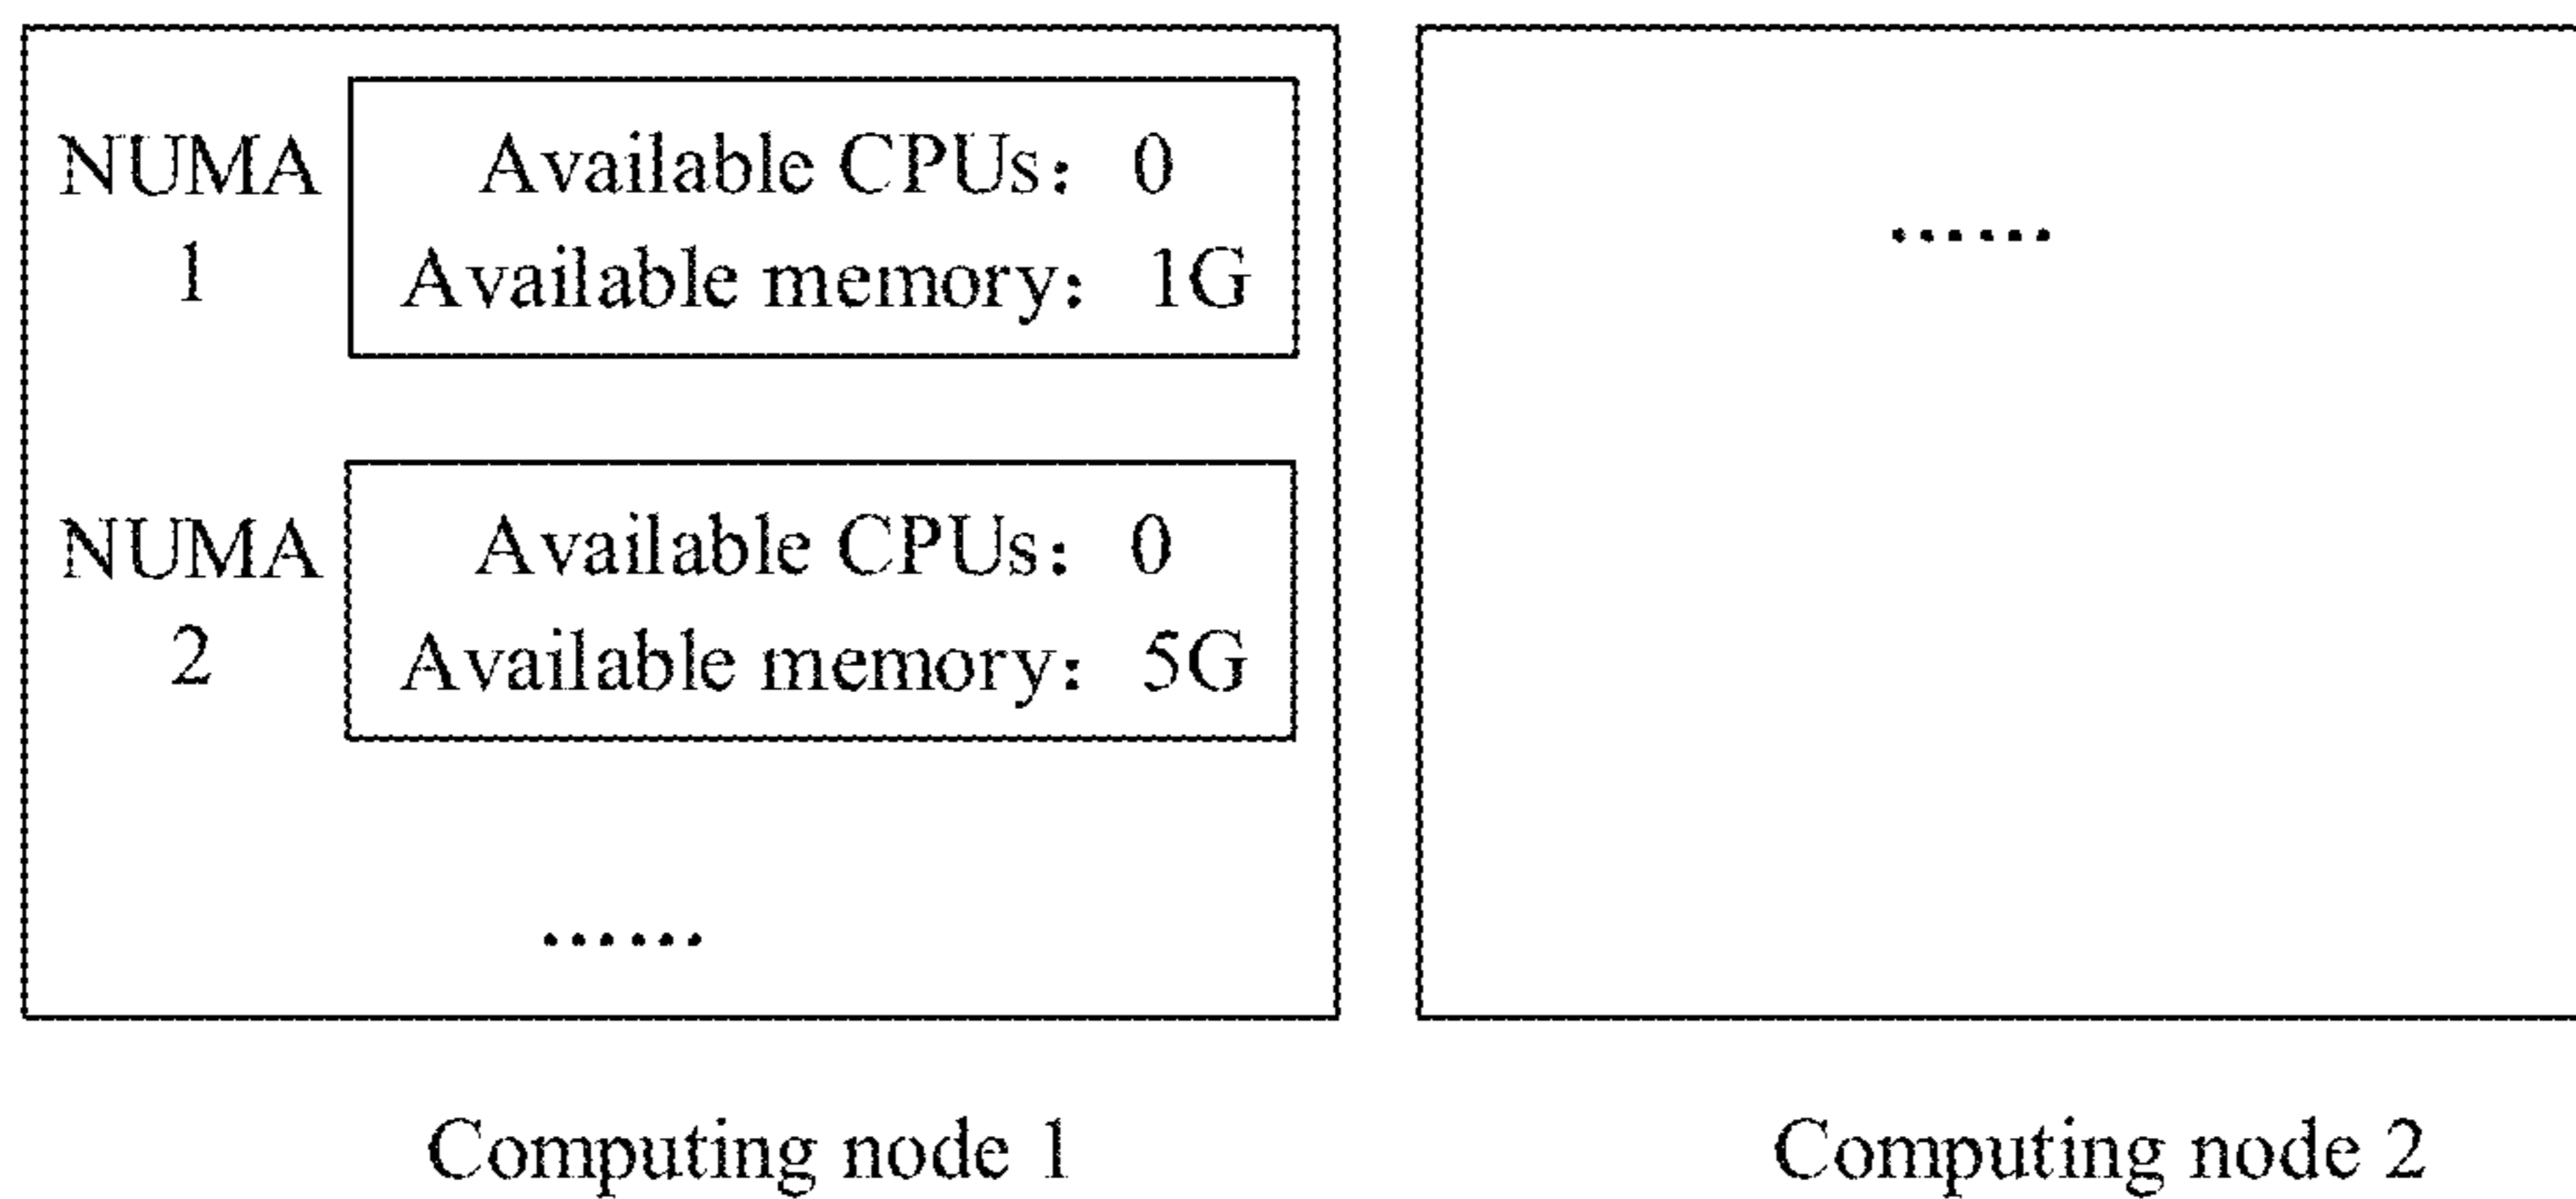 NUMA
1
Available CPUs： 0
Available memory： 1G
NUMA
2
Available CPUs： 0
Available memory： 5G
......
Computing node 1
......
Computing node 2